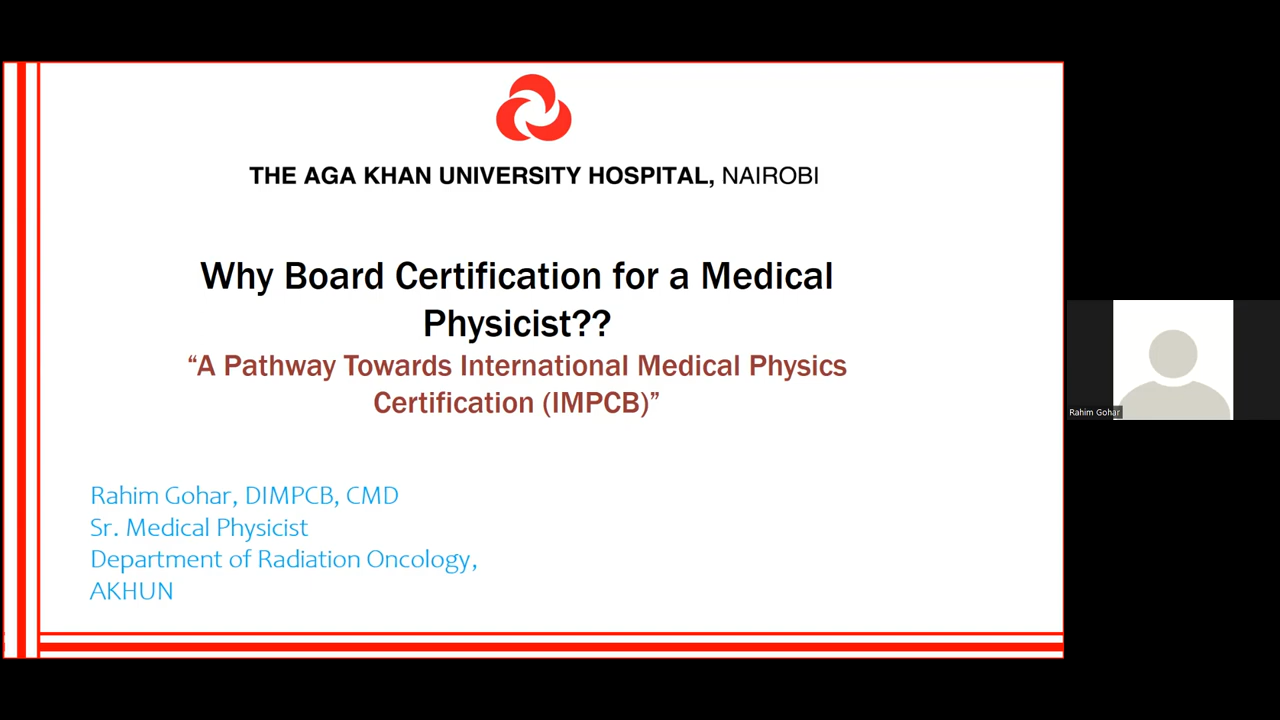 THE AGA KHAN UNIVERSITY HOSPITAL, NAIROBI
Why Board Certification for a Medical
Physicist??
“A Pathway Towards International Medical Physics
Certification (IMPCB)”
Rahim Gohar, DIMPCB, CMD
Sr. Medical Physicist
Department of Radiation Oncology,
AKHUN
Rahim Gohar